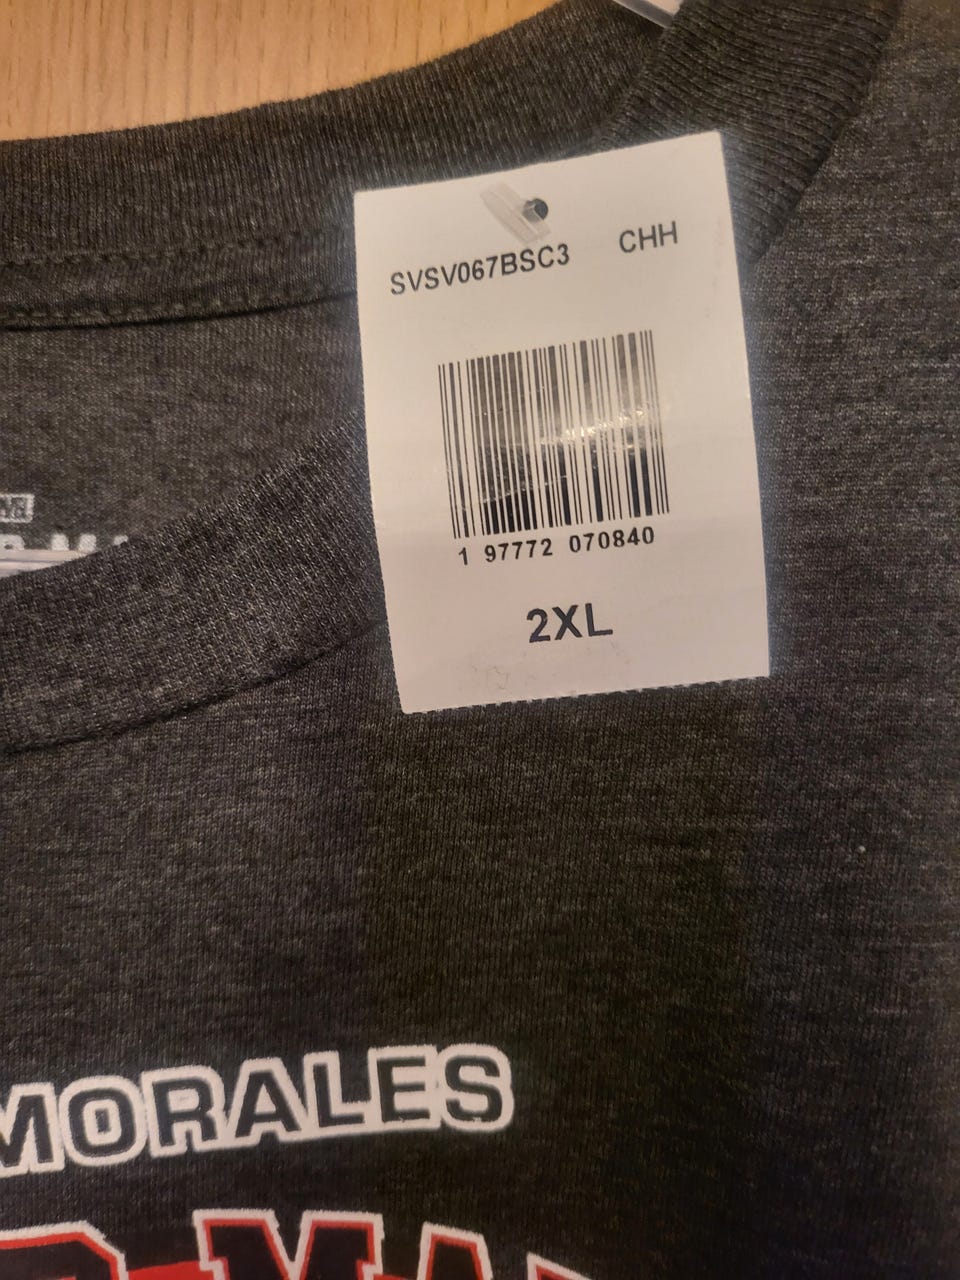 SVSV067BSC3 CHH
1 97772 070840
2XL
MORALES